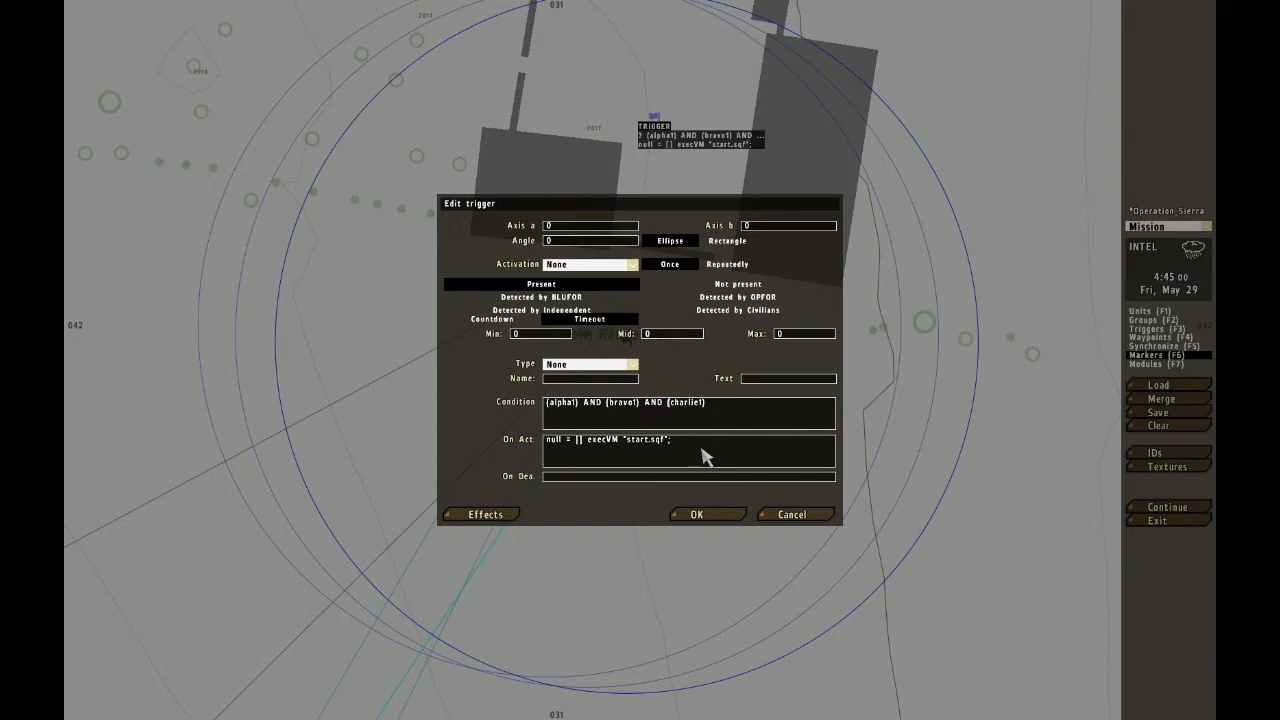 031
2017
2016
2017
TRIGGER
? (alpha1) AND (bravo1) AND ...
null = [] execVM "start.sqf";
042
Edit trigger
Axis a 0 Axis b 0
Angle 0 Ellipse Rectangle
Activation None Once Repeatedly
Present Not present
Detected by BLUFOR Detected by OPFOR
Detected by Independent Detected by Civilians
Countdown Timeout
Min: 0 Mid: 0 Max: 0
Type None
Name: Text
Condition (alpha1) AND (bravo1) AND (charlie1)
On Act. null = [] execVM "start.sqf";
On Dea.
Effects OK Cancel
031
*Operation_Sierra
Mission
INTEL
4:45 00
Fri, May 29
Units (F1)
Groups (F2)
Triggers (F3)
042
Waypoints (F4)
Synchronize (F5)
Markers (F6)
Modules (F7)
Load
Merge
Save
Clear
IDs
Textures
Continue
Exit